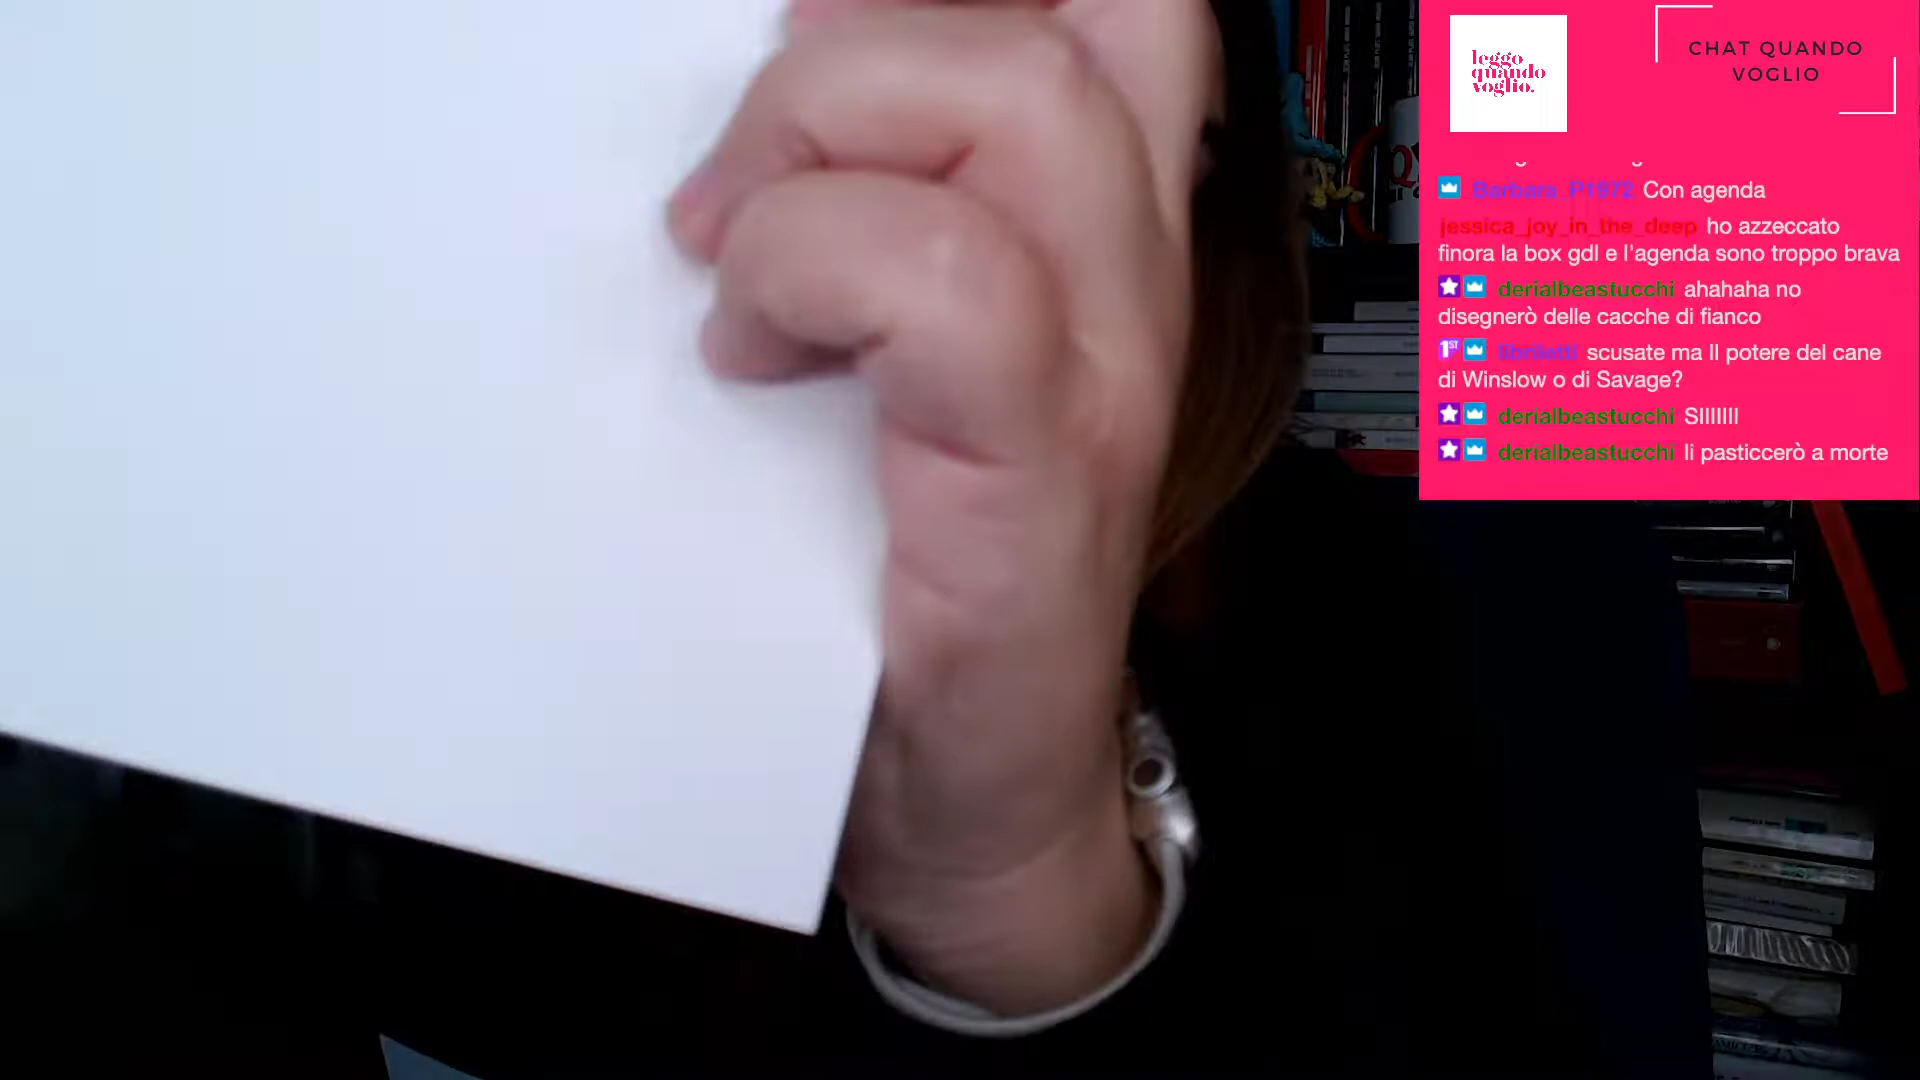 leggo
quando
voglio.
CHAT QUANDO
VOGLIO
Barbara_P1972 Con agenda
jessica_joy_in_the_deep ho azzeccato
finora la box gdl e l'agenda sono troppo brava
derialbeastucchi ahahaha no
disegnerò delle cacche di fianco
1ST libriletti scusate ma Il potere del cane
di Winslow o di Savage?
derialbeastucchi SIIIIIII
derialbeastucchi li pasticcerò a morte